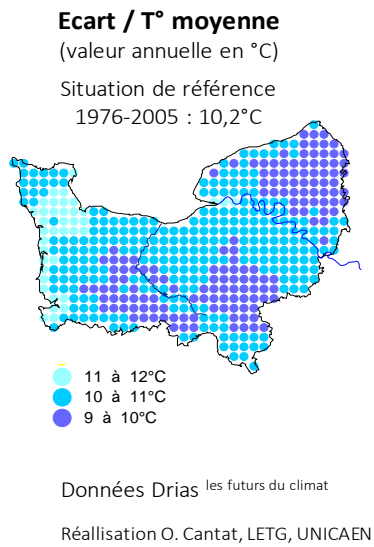 Ecart / T° moyenne
(valeur annuelle en °C)
Situation de référence
1976-2005 : 10,2°C
11 à 12°C
10 à 11°C
9 à 10°C
Données Drias les futurs du climat
Réallisation O. Cantat, LETG, UNICAEN